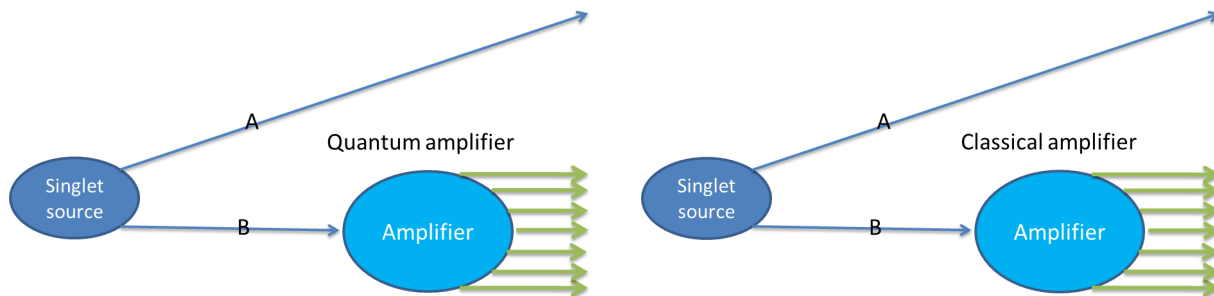 A
Quantum amplifier
Singlet
source
B
Amplifier
A
Classical amplifier
Singlet
source
B
Amplifier